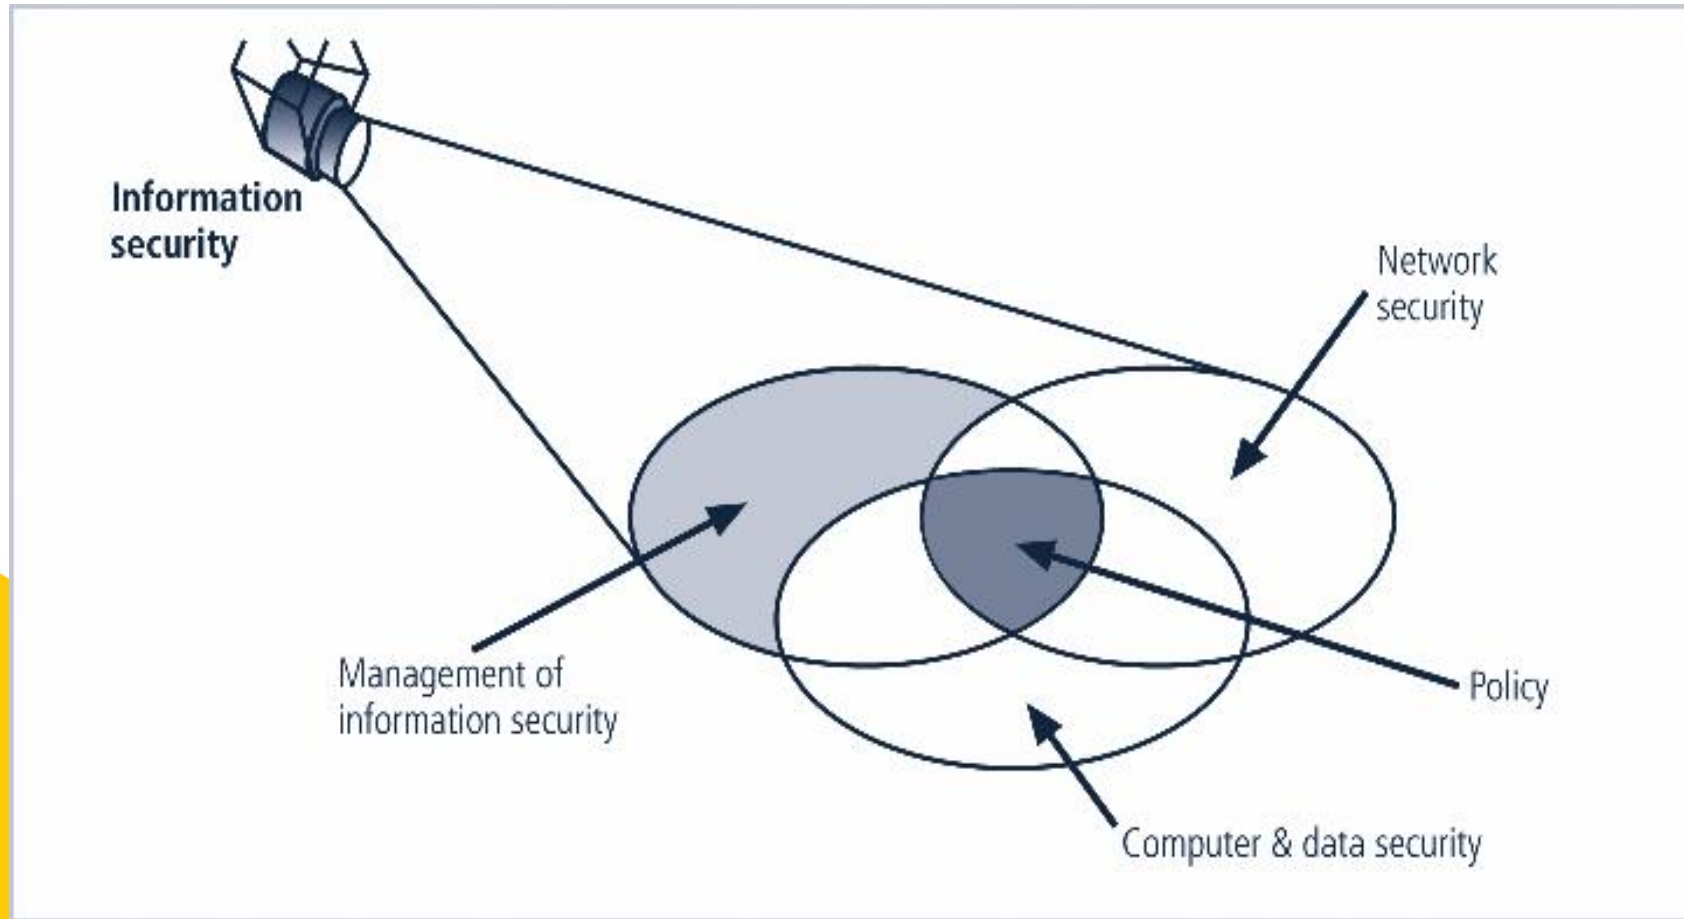 Information
security
Network
security
Management of
information security
Policy
Computer & data security